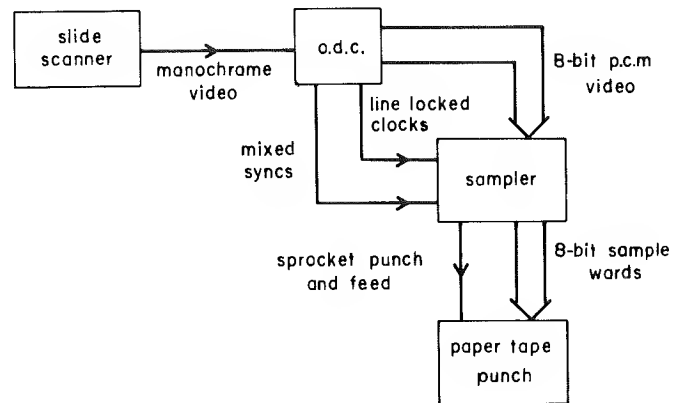 slide
scanner
manochrome
video
o.d.c.
8-bit p.c.m
video
line locked
clocks
mixed
syncs
sampler
sprocket punch
and feed
8-bit sample
wards
paper tape
punch